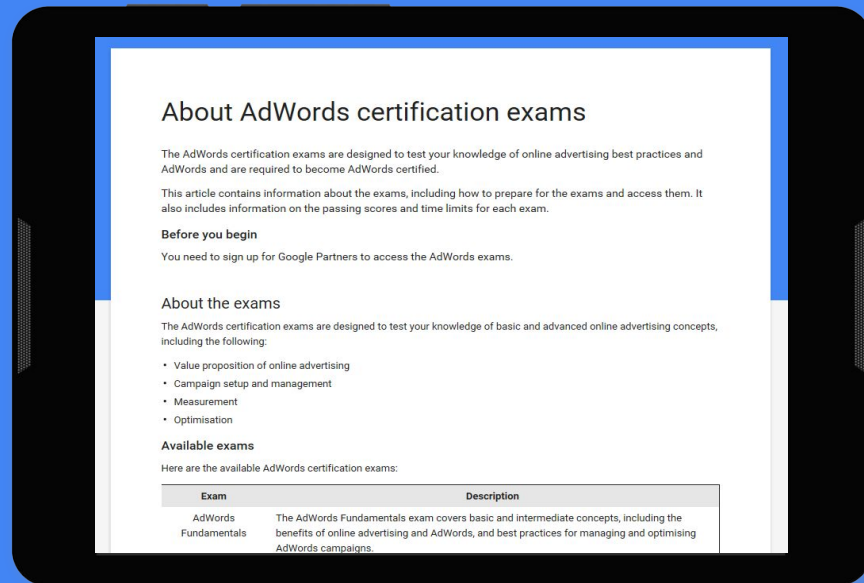 About AdWords certification exams
The AdWords certification exams are designed to test your knowledge of online advertising best practices and
AdWords and are required to become AdWords certified.
This article contains information about the exams, including how to prepare for the exams and access them. It
also includes information on the passing scores and time limits for each exam.
Before you begin
You need to sign up for Google Partners to access the AdWords exams.
About the exams
The AdWords certification exams are designed to test your knowledge of basic and advanced online advertising concepts,
including the following:
• Value proposition of online advertising
• Campaign setup and management
• Measurement
• Optimisation
Available exams
Here are the available AdWords certification exams:
Exam Description
AdWords The AdWords Fundamentals exam covers basic and intermediate concepts, including the
Fundamentals benefits of online advertising and AdWords, and best practices for managing and optimising
AdWords campaigns.